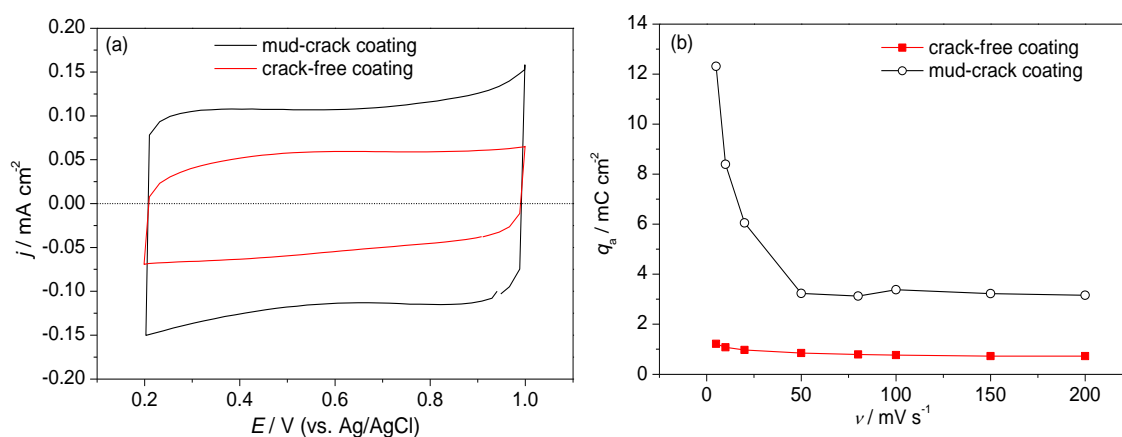 (a)
mud-crack coating
crack-free coating
0.20
0.15
0.10
0.05
0.00
-0.05
-0.10
-0.15
-0.20
j / mA cm⁻²
0.2 0.4 0.6 0.8 1.0
E / V (vs. Ag/AgCl)
(b)
crack-free coating
mud-crack coating
14
12
10
8
6
4
2
0
qₐ / mC cm⁻²
0 50 100 150 200
ν / mV s⁻¹